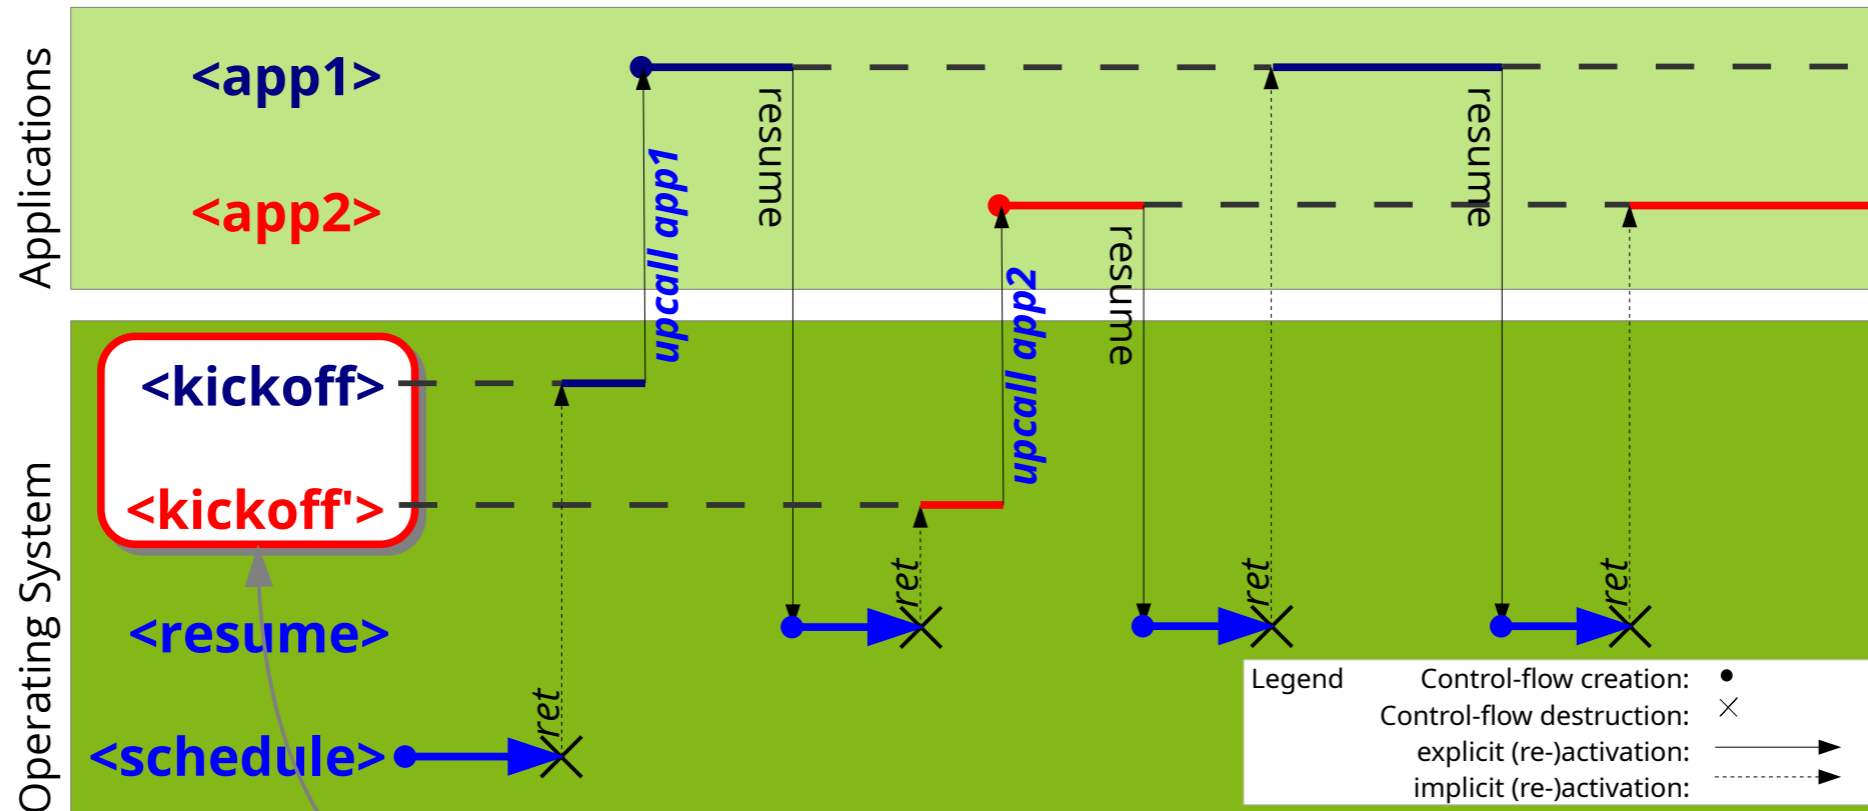 Applications
<app1>
<app2>
resume
resume
resume
upcall app1
upcall app2
Operating System
<kickoff>
<kickoff'>
<resume>
<schedule>
ret
ret
ret
ret
Legend
Control-flow creation:
Control-flow destruction:
explicit (re-)activation:
implicit (re-)activation: